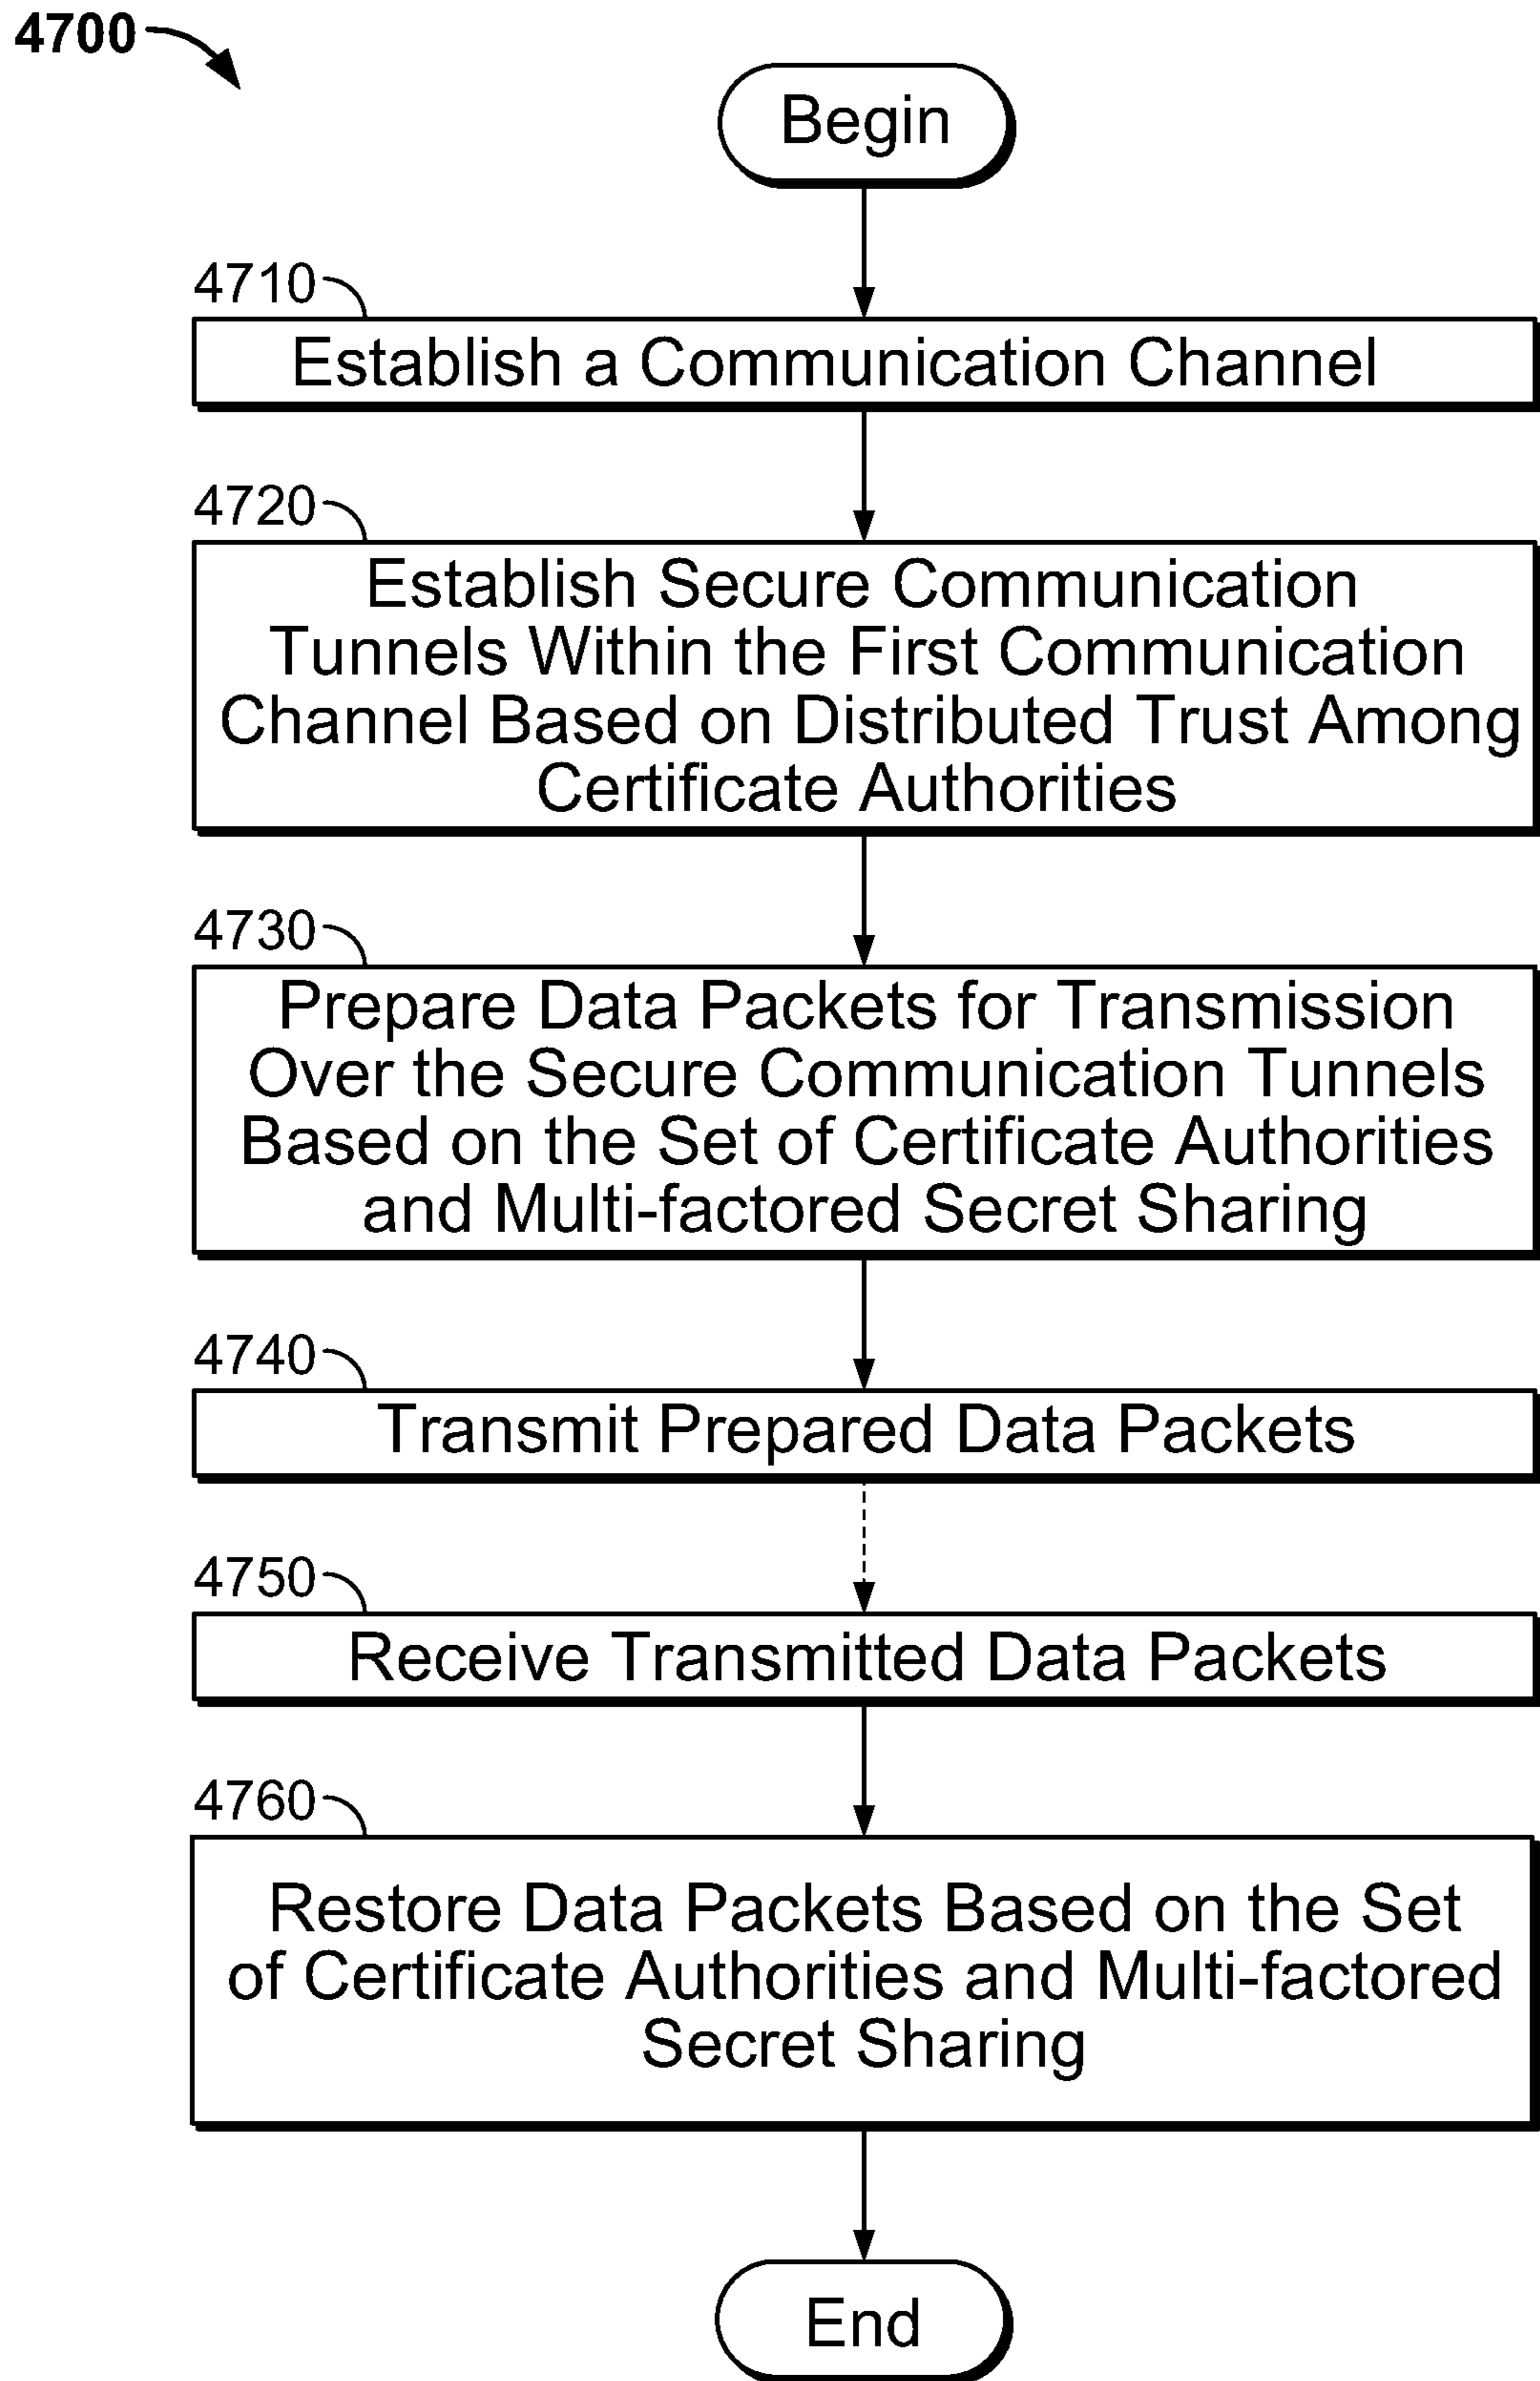 4700
Begin
4710
Establish a Communication Channel
4720
Establish Secure Communication
Tunnels Within the First Communication
Channel Based on Distributed Trust Among
Certificate Authorities
4730
Prepare Data Packets for Transmission
Over the Secure Communication Tunnels
Based on the Set of Certificate Authorities
and Multi-factored Secret Sharing
4740
Transmit Prepared Data Packets
4750
Receive Transmitted Data Packets
4760
Restore Data Packets Based on the Set
of Certificate Authorities and Multi-factored
Secret Sharing
End